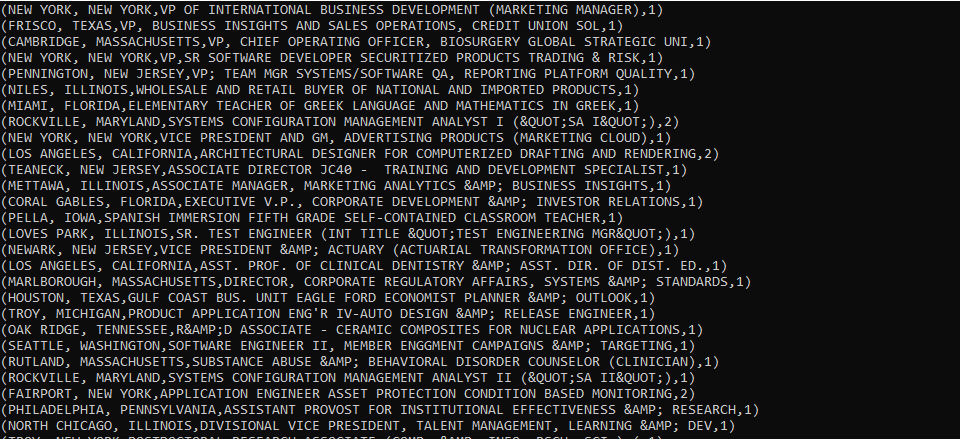 (NEW YORK, NEW YORK,VP OF INTERNATIONAL BUSINESS DEVELOPMENT (MARKETING MANAGER),1)
(FRISCO, TEXAS,VP, BUSINESS INSIGHTS AND SALES OPERATIONS, CREDIT UNION SOL,1)
(CAMBRIDGE, MASSACHUSETTS,VP, CHIEF OPERATING OFFICER, BIOSURGERY GLOBAL STRATEGIC UNI,1)
(NEW YORK, NEW YORK,VP,SR SOFTWARE DEVELOPER SECURITIZED PRODUCTS TRADING & RISK,1)
(PENNINGTON, NEW JERSEY,VP; TEAM MGR SYSTEMS/SOFTWARE QA, REPORTING PLATFORM QUALITY,1)
(NILES, ILLINOIS,WHOLESALE AND RETAIL BUYER OF NATIONAL AND IMPORTED PRODUCTS,1)
(MIAMI, FLORIDA,ELEMENTARY TEACHER OF GREEK LANGUAGE AND MATHEMATICS IN GREEK,1)
(ROCKVILLE, MARYLAND,SYSTEMS CONFIGURATION MANAGEMENT ANALYST I (&QUOT;SA I&QUOT;),2)
(NEW YORK, NEW YORK,VICE PRESIDENT AND GM, ADVERTISING PRODUCTS (MARKETING CLOUD),1)
(LOS ANGELES, CALIFORNIA,ARCHITECTURAL DESIGNER FOR COMPUTERIZED DRAFTING AND RENDERING,2)
(TEANECK, NEW JERSEY,ASSOCIATE DIRECTOR JC40 -  TRAINING AND DEVELOPMENT SPECIALIST,1)
(METTAWA, ILLINOIS,ASSOCIATE MANAGER, MARKETING ANALYTICS &AMP; BUSINESS INSIGHTS,1)
(CORAL GABLES, FLORIDA,EXECUTIVE V.P., CORPORATE DEVELOPMENT &AMP; INVESTOR RELATIONS,1)
(PELLA, IOWA,SPANISH IMMERSION FIFTH GRADE SELF-CONTAINED CLASSROOM TEACHER,1)
(LOVES PARK, ILLINOIS,SR. TEST ENGINEER (INT TITLE &QUOT;TEST ENGINEERING MGR&QUOT;),1)
(NEWARK, NEW JERSEY,VICE PRESIDENT &AMP; ACTUARY (ACTUARIAL TRANSFORMATION OFFICE),1)
(LOS ANGELES, CALIFORNIA,ASST. PROF. OF CLINICAL DENTISTRY &AMP; ASST. DIR. OF DIST. ED.,1)
(MARLBOROUGH, MASSACHUSETTS,DIRECTOR, CORPORATE REGULATORY AFFAIRS, SYSTEMS &AMP; STANDARDS,1)
(HOUSTON, TEXAS,GULF COAST BUS. UNIT EAGLE FORD ECONOMIST PLANNER &AMP; OUTLOOK,1)
(TROY, MICHIGAN,PRODUCT APPLICATION ENG'R IV-AUTO DESIGN &AMP; RELEASE ENGINEER,1)
(OAK RIDGE, TENNESSEE,R&AMP;D ASSOCIATE - CERAMIC COMPOSITES FOR NUCLEAR APPLICATIONS,1)
(SEATTLE, WASHINGTON,SOFTWARE ENGINEER II, MEMBER ENGGMENT CAMPAIGNS &AMP; TARGETING,1)
(RUTLAND, MASSACHUSETTS,SUBSTANCE ABUSE &AMP; BEHAVIORAL DISORDER COUNSELOR (CLINICIAN),1)
(ROCKVILLE, MARYLAND,SYSTEMS CONFIGURATION MANAGEMENT ANALYST II (&QUOT;SA II&QUOT;),1)
(FAIRPORT, NEW YORK,APPLICATION ENGINEER ASSET PROTECTION CONDITION BASED MONITORING,2)
(PHILADELPHIA, PENNSYLVANIA,ASSISTANT PROVOST FOR INSTITUTIONAL EFFECTIVENESS &AMP; RESEARCH,1)
(NORTH CHICAGO, ILLINOIS,DIVISIONAL VICE PRESIDENT, TALENT MANAGEMENT, LEARNING &AMP; DEV,1)